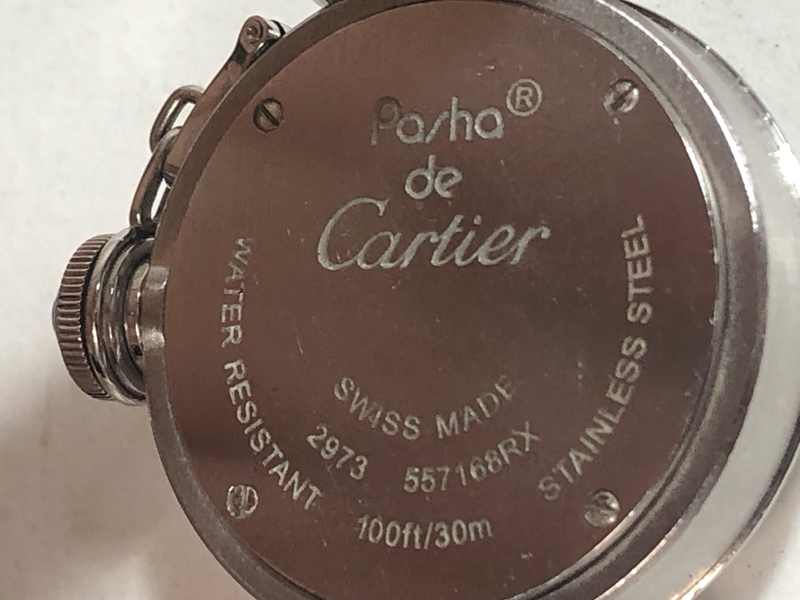 Pasha®
de
Cartier
WATER RESISTANT
STAINLESS STEEL
SWISS MADE
2973 557168RX
100ft/30m